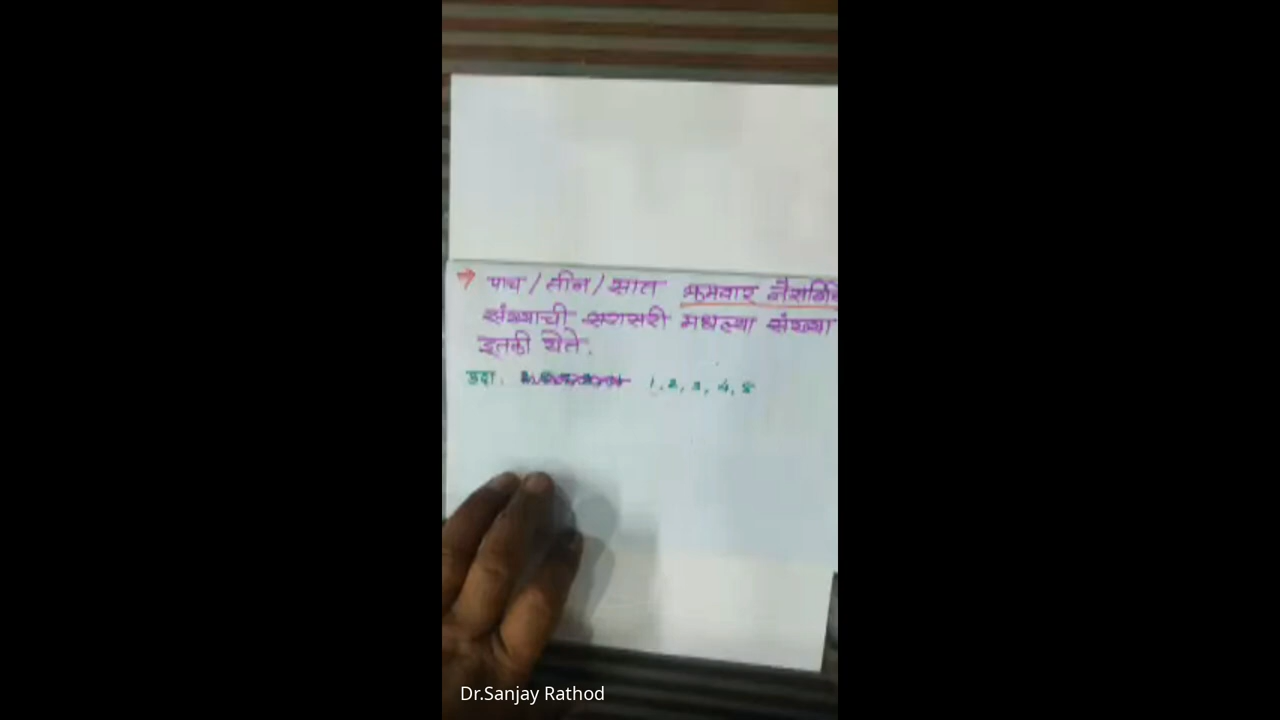 → पाच / तीन / सात क्रमवार नैसर्गि
संख्याची सरासरी मधल्या संख्या
इतकी येते.
उदा. 1, 2, 3, 4, 5
Dr.Sanjay Rathod